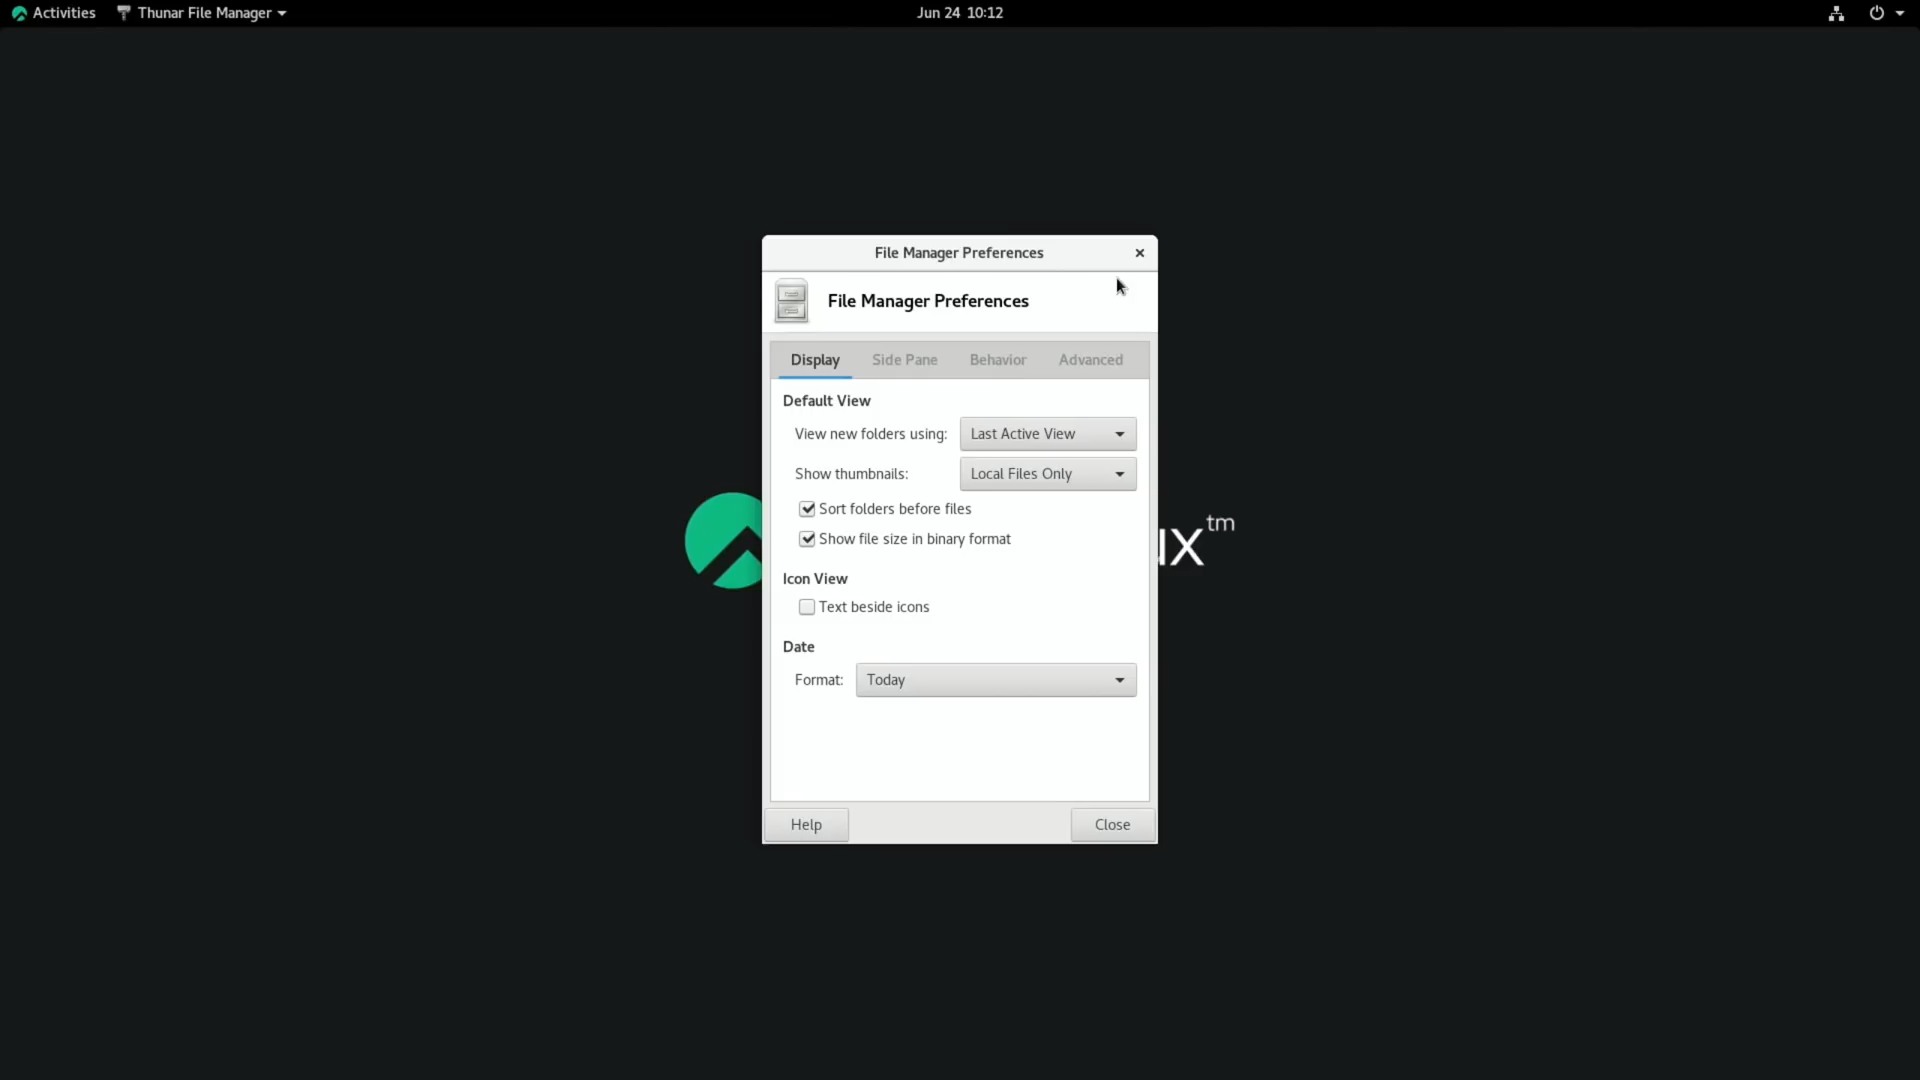 Activities Thunar File Manager Jun 24 10:12
File Manager Preferences
File Manager Preferences
Display Side Pane Behavior Advanced
Default View
View new folders using: Last Active View
Show thumbnails: Local Files Only
Sort folders before files
Show file size in binary format
ux™
Icon View
Text beside icons
Date
Format: Today
Help Close